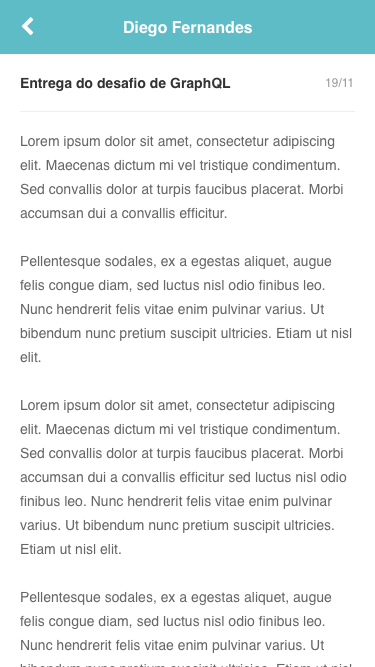 Diego Fernandes
Entrega do desafio de GraphQL 19/11
Lorem ipsum dolor sit amet, consectetur adipiscing
elit. Maecenas dictum mi vel tristique condimentum.
Sed convallis dolor at turpis faucibus placerat. Morbi
accumsan dui a convallis efficitur.
Pellentesque sodales, ex a egestas aliquet, augue
felis congue diam, sed luctus nisl odio finibus leo.
Nunc hendrerit felis vitae enim pulvinar varius. Ut
bibendum nunc pretium suscipit ultricies. Etiam ut nisl
elit.
Lorem ipsum dolor sit amet, consectetur adipiscing
elit. Maecenas dictum mi vel tristique condimentum.
Sed convallis dolor at turpis faucibus placerat. Morbi
accumsan dui a convallis efficitur sed luctus nisl odio
finibus leo. Nunc hendrerit felis vitae enim pulvinar
varius. Ut bibendum nunc pretium suscipit ultricies.
Etiam ut nisl elit.
Pellentesque sodales, ex a egestas aliquet, augue
felis congue diam, sed luctus nisl odio finibus leo.
Nunc hendrerit felis vitae enim pulvinar varius. Ut